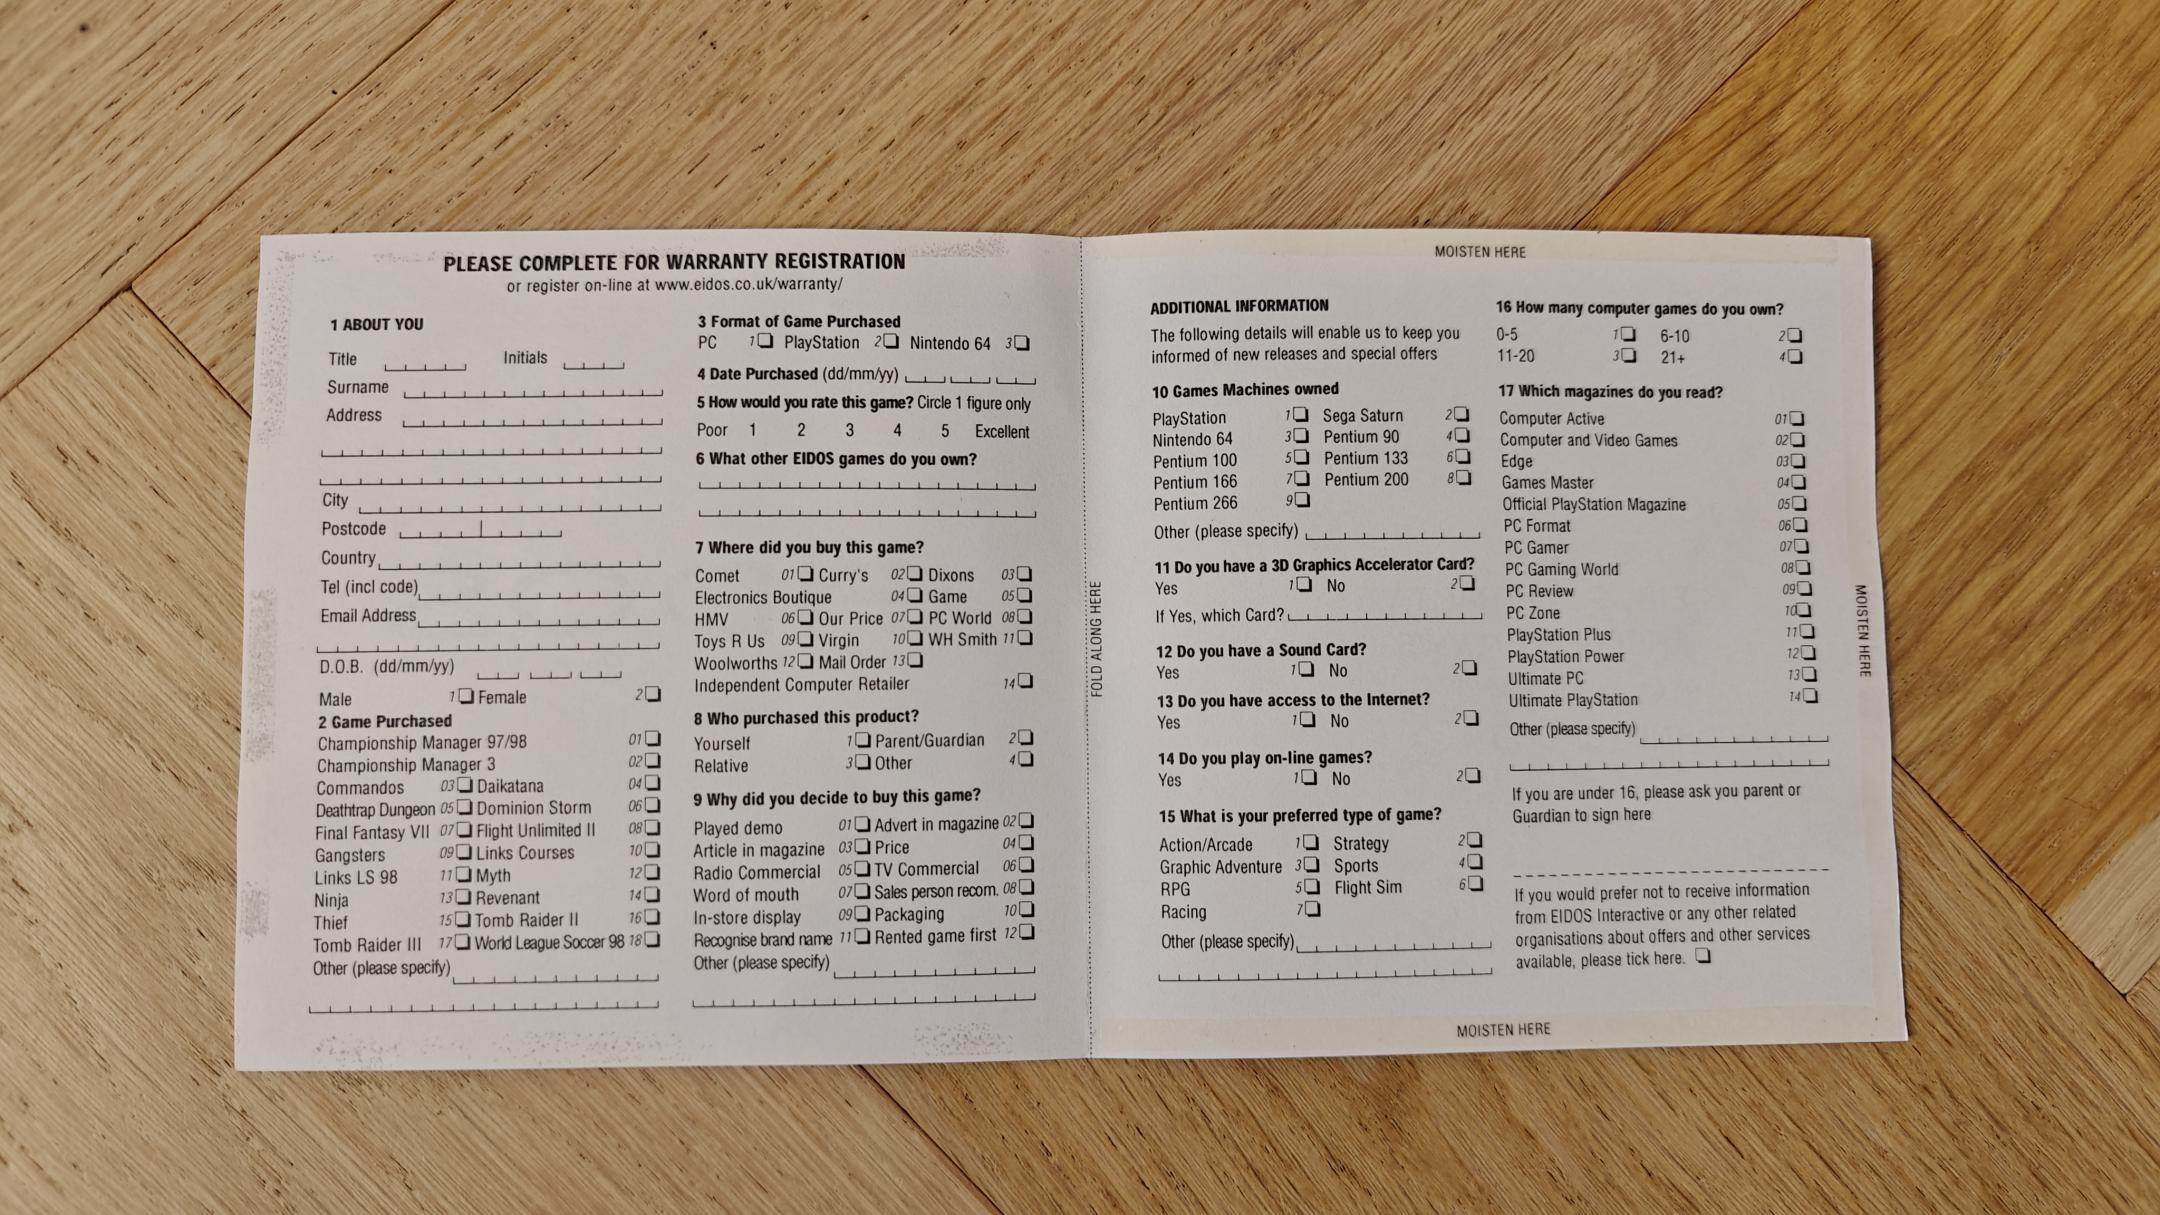 PLEASE COMPLETE FOR WARRANTY REGISTRATION
or register on-line at www.eidos.co.uk/warranty/
1 ABOUT YOU
Title Initials
Surname
Address
City
Postcode
Country
Tel (incl code)
Email Address
D.O.B. (dd/mm/yy)
Male 1 Female 2
2 Game Purchased
Championship Manager 97/98 01
Championship Manager 3 02
Commandos 03 Daikatana 04
Deathtrap Dungeon 05 Dominion Storm 06
Final Fantasy VII 07 Flight Unlimited II 08
Gangsters 09 Links Courses 10
Links LS 98 11 Myth 12
Ninja 13 Revenant 14
Thief 15 Tomb Raider II 16
Tomb Raider III 17 World League Soccer 98 18
Other (please specify)
3 Format of Game Purchased
PC 1 PlayStation 2 Nintendo 64 3
4 Date Purchased (dd/mm/yy)
5 How would you rate this game? Circle 1 figure only
Poor 1 2 3 4 5 Excellent
6 What other EIDOS games do you own?
7 Where did you buy this game?
Comet 01 Curry's 02 Dixons 03
Electronics Boutique 04 Game 05
HMV 06 Our Price 07 PC World 08
Toys R Us 09 Virgin 10 WH Smith 11
Woolworths 12 Mail Order 13
Independent Computer Retailer 14
8 Who purchased this product?
Yourself 1 Parent/Guardian 2
Relative 3 Other 4
9 Why did you decide to buy this game?
Played demo 01 Advert in magazine 02
Article in magazine 03 Price 04
Radio Commercial 05 TV Commercial 06
Word of mouth 07 Sales person recom. 08
In-store display 09 Packaging 10
Recognise brand name 11 Rented game first 12
Other (please specify)
FOLD ALONG HERE
MOISTEN HERE
ADDITIONAL INFORMATION
The following details will enable us to keep you
informed of new releases and special offers
10 Games Machines owned
PlayStation 1 Sega Saturn 2
Nintendo 64 3 Pentium 90 4
Pentium 100 5 Pentium 133 6
Pentium 166 7 Pentium 200 8
Pentium 266 9
Other (please specify)
11 Do you have a 3D Graphics Accelerator Card?
Yes 1 No 2
If Yes, which Card?
12 Do you have a Sound Card?
Yes 1 No 2
13 Do you have access to the Internet?
Yes 1 No 2
14 Do you play on-line games?
Yes 1 No 2
15 What is your preferred type of game?
Action/Arcade 1 Strategy 2
Graphic Adventure 3 Sports 4
RPG 5 Flight Sim 6
Racing 7
Other (please specify)
16 How many computer games do you own?
0-5 1 6-10 2
11-20 3 21+ 4
17 Which magazines do you read?
Computer Active 01
Computer and Video Games 02
Edge 03
Games Master 04
Official PlayStation Magazine 05
PC Format 06
PC Gamer 07
PC Gaming World 08
PC Review 09
PC Zone 10
PlayStation Plus 11
PlayStation Power 12
Ultimate PC 13
Ultimate PlayStation 14
Other (please specify)
If you are under 16, please ask you parent or
Guardian to sign here
If you would prefer not to receive information
from EIDOS Interactive or any other related
organisations about offers and other services
available, please tick here.
MOISTEN HERE
MOISTEN HERE